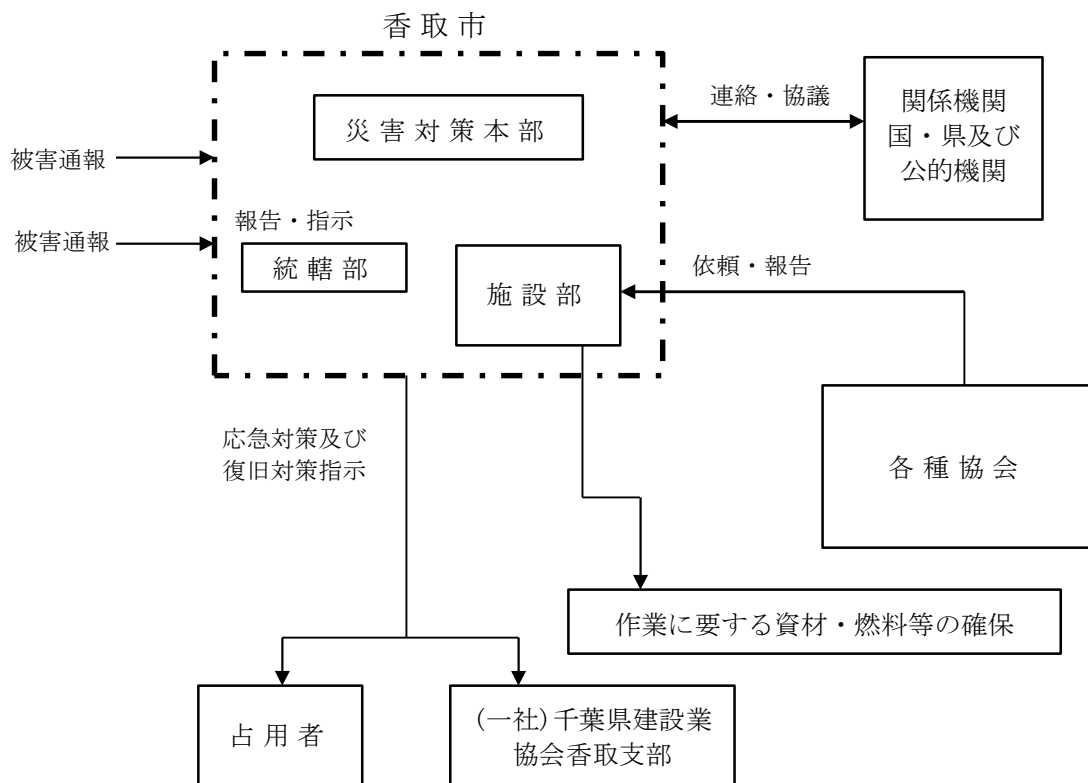 香取市
災害対策本部
連絡・協議
関係機関
国・県及び
公的機関
被害通報
被害通報
報告・指示
統轄部
施設部
依頼・報告
応急対策及び
復旧対策指示
各種協会
作業に要する資材・燃料等の確保
占用者
(一社)千葉県建設業
協会香取支部